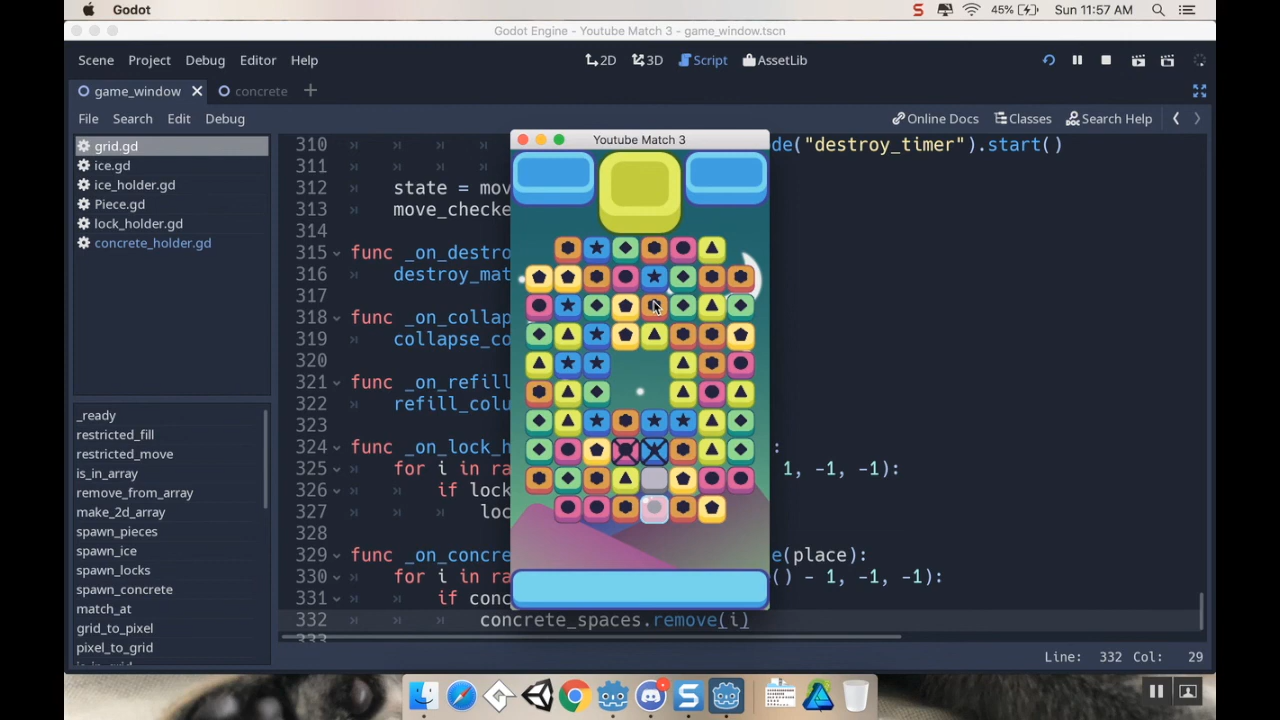 Godot
45%
Sun 11:57 AM
Godot Engine - Youtube Match 3 - game_window.tscn
Scene Project Debug Editor Help
2D 3D Script AssetLib
game_window
concrete
File Search Edit Debug
Online Docs Classes Search Help
grid.gd
ice.gd
ice_holder.gd
Piece.gd
lock_holder.gd
concrete_holder.gd
_ready
restricted_fill
restricted_move
is_in_array
remove_from_array
make_2d_array
spawn_pieces
spawn_ice
spawn_locks
spawn_concrete
match_at
grid_to_pixel
pixel_to_grid
Youtube Match 3
310 de("destroy_timer").start()
311
312 state = mov
313 move_checke
314
315 func _on_destro
316 destroy_mat
317
318 func _on_collap
319 collapse_co
320
321 func _on_refill
322 refill_colu
323
324 func _on_lock_h :
325 for i in ra 1, -1, -1):
326 if lock
327 loc
328
329 func _on_concre e(place):
330 for i in ra () - 1, -1, -1):
331 if conc
332 concrete_spaces.remove(i)
Line: 332 Col: 29